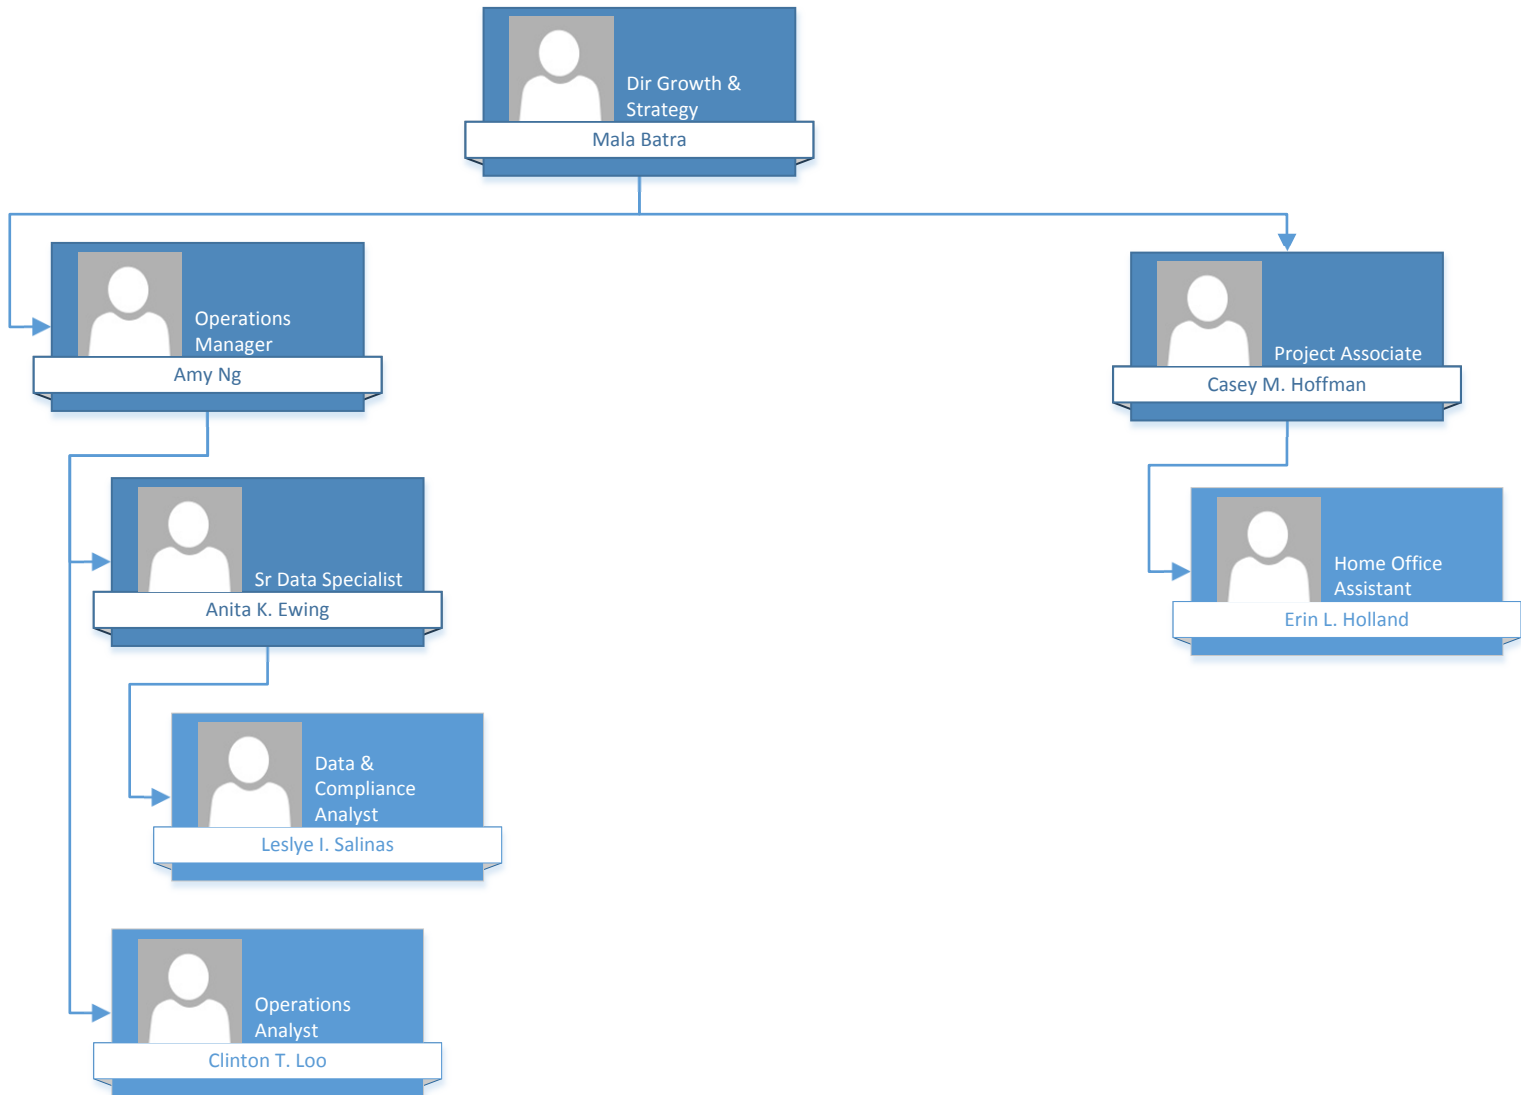 Dir Growth &
Strategy
Mala Batra
Operations
Manager
Amy Ng
Project Associate
Casey M. Hoffman
Sr Data Specialist
Anita K. Ewing
Home Office
Assistant
Erin L. Holland
Data &
Compliance
Analyst
Leslye I. Salinas
Operations
Analyst
Clinton T. Loo